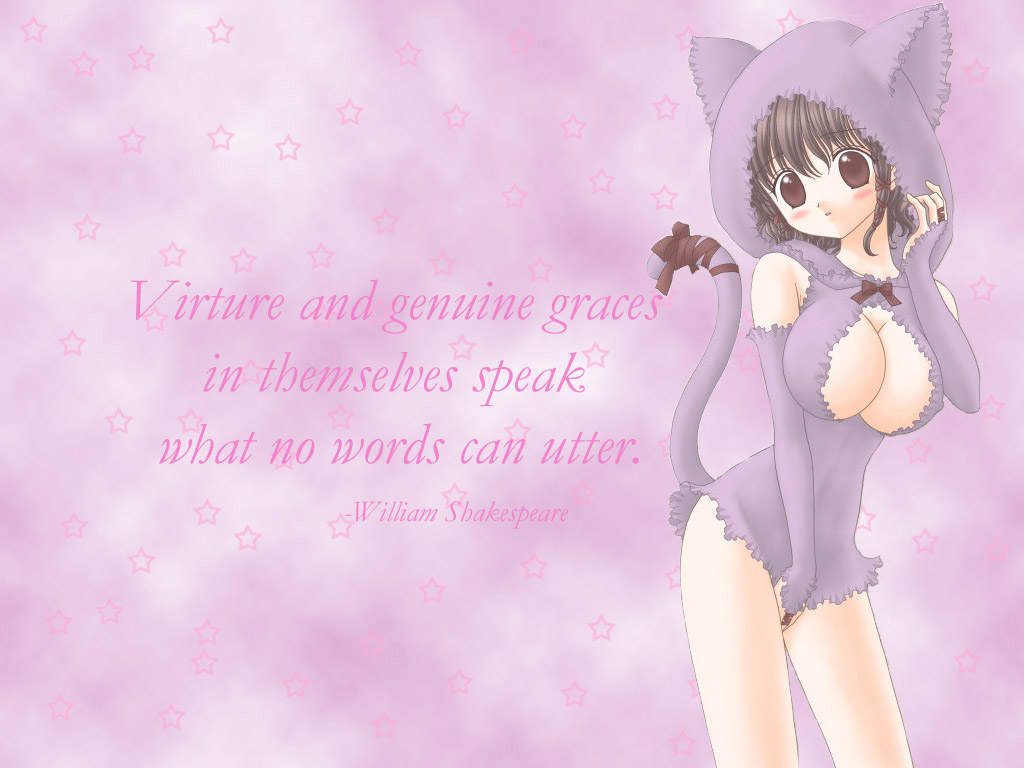 Virture and genuine graces
in themselves speak
what no words can utter.
-William Shakespeare